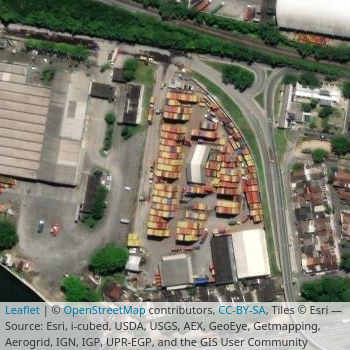 Leaflet | © OpenStreetMap contributors, CC-BY-SA, Tiles © Esri —
Source: Esri, i-cubed, USDA, USGS, AEX, GeoEye, Getmapping,
Aerogrid, IGN, IGP, UPR-EGP, and the GIS User Community